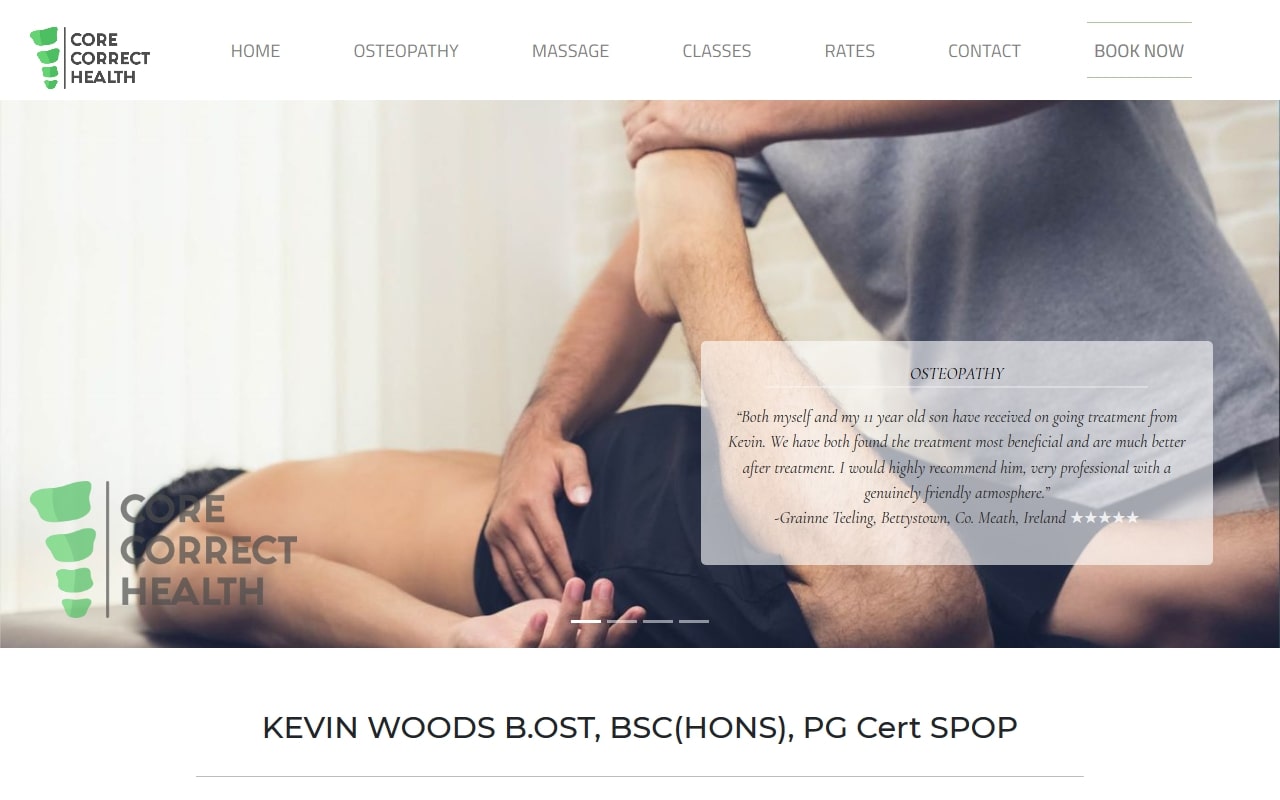 CORE
CORRECT
HEALTH
HOME
OSTEOPATHY
MASSAGE
CLASSES
RATES
CONTACT
BOOK NOW
OSTEOPATHY
“Both myself and my 11 year old son have received on going treatment from
Kevin. We have both found the treatment most beneficial and are much better
after treatment. I would highly recommend him, very professional with a
genuinely friendly atmosphere.”
-Grainne Teeling, Bettystown, Co. Meath, Ireland ★★★★★
CORE
CORRECT
HEALTH
KEVIN WOODS B.OST, BSC(HONS), PG Cert SPOP